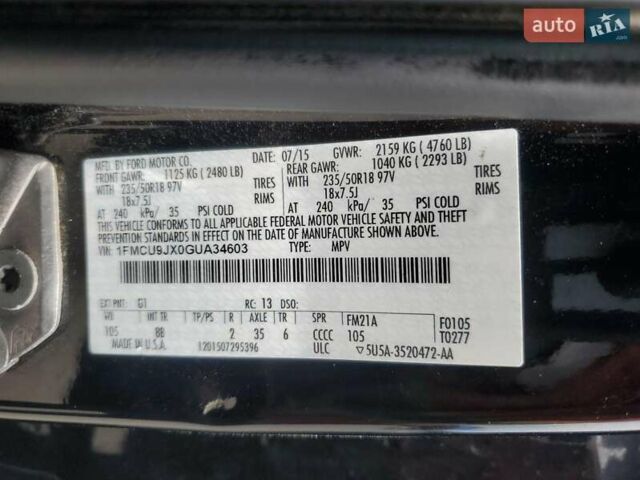 auto RIA .com
MFD. BY FORD MOTOR CO. 07/15 GVWR: 2159 KG ( 4760 LB)
FRONT GAWR: 1125 KG ( 2480 LB) REAR GAWR: 1040 KG ( 2293 LB)
WITH 235/50R18 97V TIRES WITH 235/50R18 97V TIRES
18x7.5J RIMS 18x7.5J RIMS
AT 240 kPa/ 35 PSI COLD AT 240 kPa/ 35 PSI COLD
THIS VEHICLE CONFORMS TO ALL APPLICABLE FEDERAL MOTOR VEHICLE SAFETY AND THEFT
PREVENTION STANDARDS IN EFFECT ON THE DATE OF MANUFACTURE SHOWN ABOVE.
VIN: 1FMCU9JX0GUA34603 TYPE: MPV
EXT PNT: G1 RC: 13 DSO:
WB INT TR TP/PS R A TR SPR FM21A F0105
105 88 2 35 6 CCCC 105 T0277
MADE IN U.S.A. 1201507295396 ULC ▽5U5A-3520472-AA